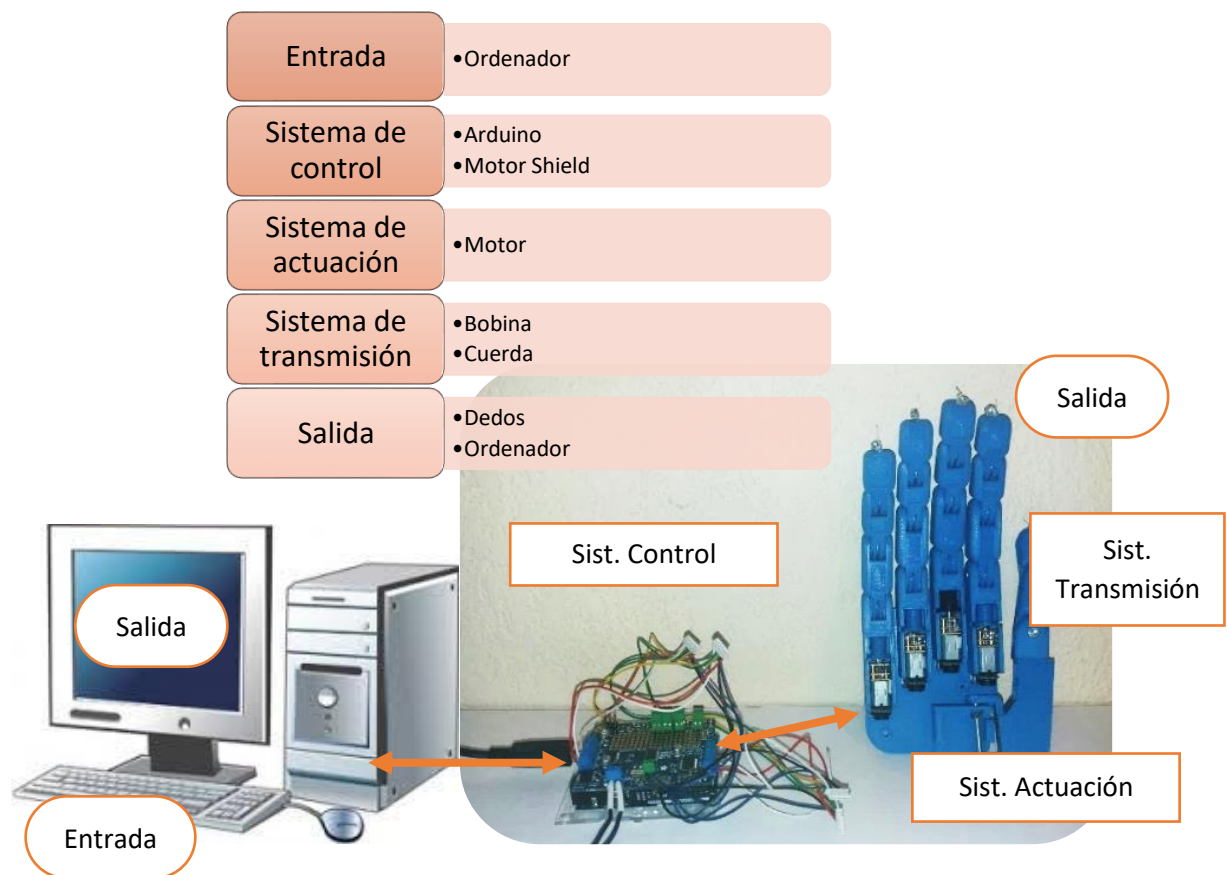 Entrada
•Ordenador
Sistema de
control
•Arduino
•Motor Shield
Sistema de
actuación
•Motor
Sistema de
transmisión
•Bobina
•Cuerda
Salida
•Dedos
•Ordenador
Salida
Sist. Control
Sist.
Transmisión
Salida
Sist. Actuación
Entrada